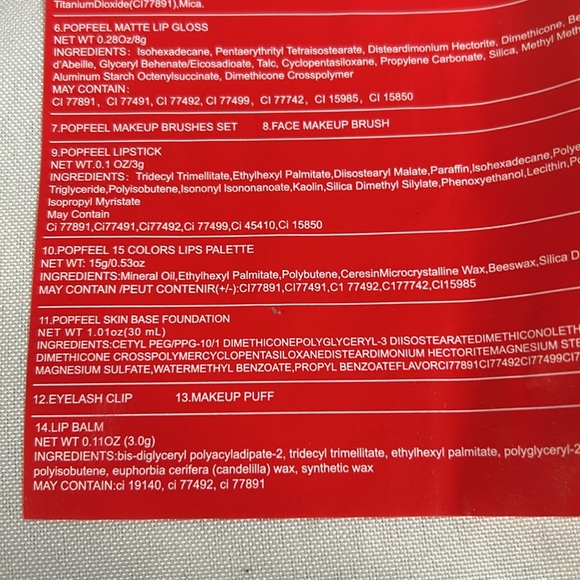 TitaniumDioxide(CI77891),Mica.
6.POPFEEL MATTE LIP GLOSS
NET WT 0.28Oz/8g
INGREDIENTS: Isohexadecane, Pentaerythrityl Tetraisostearate, Disteardimonium Hectorite, Dimethicone,
d'Abeille, Glyceryl Behenate/Eicosadioate, Talc, Cyclopentasiloxane, Propylene Carbonate, Silica, Methyl
Aluminum Starch Octenylsuccinate, Dimethicone Crosspolymer
MAY CONTAIN:
CI 77891, CI 77491, CI 77492, CI 77499, CI 77742, CI 15985, CI 15850
7.POPFEEL MAKEUP BRUSHES SET 8.FACE MAKEUP BRUSH
9.POPFEEL LIPSTICK
NET WT.0.1 OZ/3g
INGREDIENTS: Tridecyl Trimellitate,Ethylhexyl Palmitate,Diisostearyl Malate,Paraffin,Isohexadecane,
Triglyceride,Polyisobutene,Isononyl Isononanoate,Kaolin,Silica Dimethyl Silylate,Phenoxyethanol,Lecithin,
Isopropyl Myristate
May Contain
Ci 77891,Ci77491,Ci77492,Ci 77499,Ci 45410,Ci 15850
10.POPFEEL 15 COLORS LIPS PALETTE
NET WT: 15g/0.53oz
INGREDIENTS:Mineral Oil,Ethylhexyl Palmitate,Polybutene,CeresinMicrocrystalline Wax,Beeswax,Silica
MAY CONTAIN /PEUT CONTENIR(+/-):CI77891,CI77491,C1 77492,C177742,CI15985
11.POPFEEL SKIN BASE FOUNDATION
NET WT 1.01oz(30 mL)
INGREDIENTS:CETYL PEG/PPG-10/1 DIMETHICONEPOLYGLYCERYL-3 DIISOSTEARATEDIMETHICONOLETH
DIMETHICONE CROSSPOLYMERCYCLOPENTASILOXANEDISTEARDIMONIUM HECTORITEMAGNESIUM STE
MAGNESIUM SULFATE,WATERMETHYL BENZOATE,PROPYL BENZOATEFLAVORCI77891CI77492CI77499CI7
12.EYELASH CLIP 13.MAKEUP PUFF
14.LIP BALM
NET WT 0.11OZ (3.0g)
INGREDIENTS:bis-diglyceryl polyacyladipate-2, tridecyl trimellitate, ethylhexyl palmitate, polyglyceryl-2
polyisobutene, euphorbia cerifera (candelilla) wax, synthetic wax
MAY CONTAIN:ci 19140, ci 77492, ci 77891